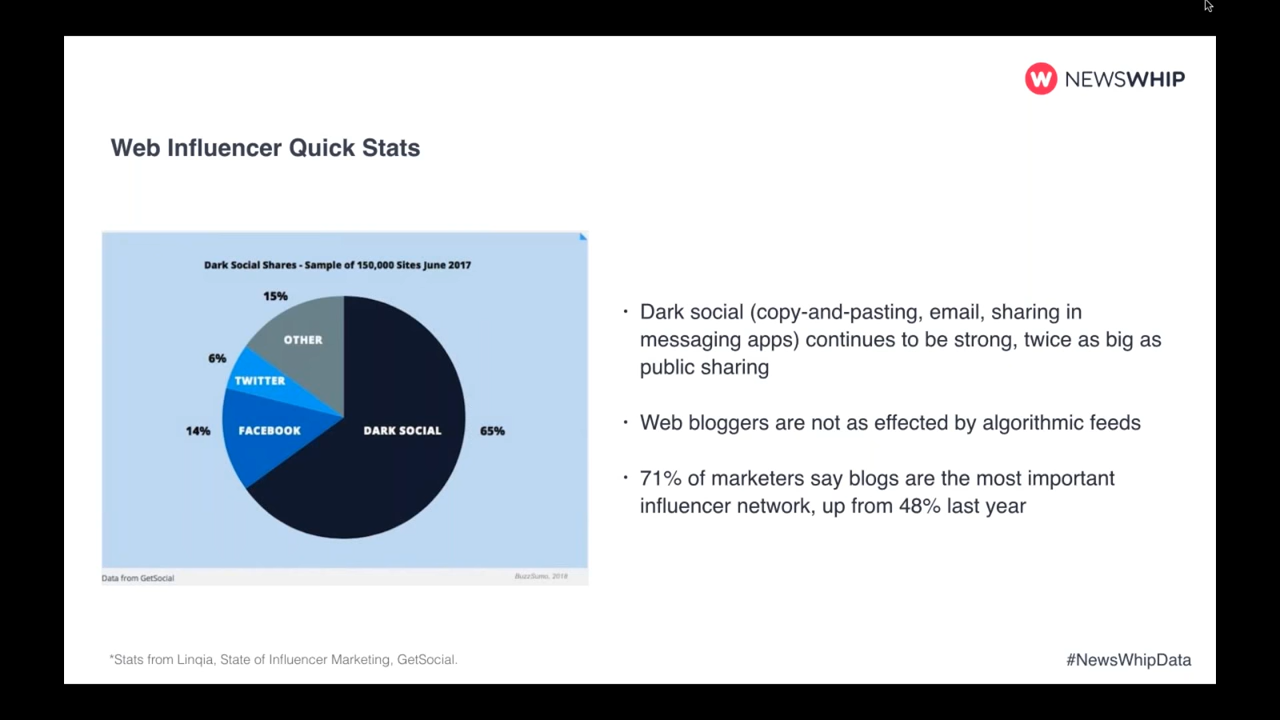 W NEWSWHIP
Web Influencer Quick Stats
Dark Social Shares - Sample of 150,000 Sites June 2017
15%
OTHER
6%
TWITTER
14%
FACEBOOK
DARK SOCIAL
65%
Data from GetSocial
BuzzSumo, 2018
· Dark social (copy-and-pasting, email, sharing in
messaging apps) continues to be strong, twice as big as
public sharing
· Web bloggers are not as effected by algorithmic feeds
· 71% of marketers say blogs are the most important
influencer network, up from 48% last year
*Stats from Linqia, State of Influencer Marketing, GetSocial.
#NewsWhipData